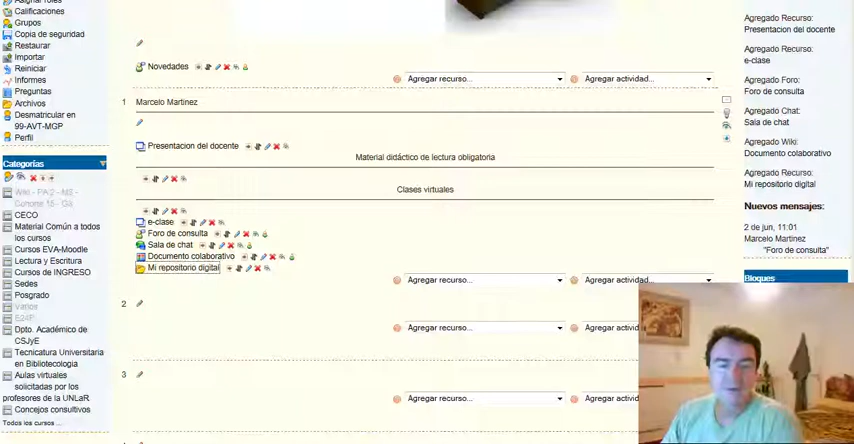 Asignar roles
Calificaciones
Grupos
Copia de seguridad
Restaurar
Importar
Reiniciar
Informes
Preguntas
Archivos
Desmatricular en
99-AVT-MGP
Perfil
Categorías
CECO
Material Común a todos
los cursos
Cursos EVA-Moodle
Lectura y Escritura
Cursos de INGRESO
Sedes
Posgrado
Varios
Dpto. Académico de
CSJyE
Tecnicatura Universitaria
en Bibliotecologia
Aulas virtuales
solicitadas por los
profesores de la UNLaR
Concejos consultivos
Todos los cursos ...
Novedades
Agregar recurso... Agregar actividad...
1 Marcelo Martinez
Presentacion del docente
Material didáctico de lectura obligatoria
Clases virtuales
e-clase
Foro de consulta
Sala de chat
Documento colaborativo
Mi repositorio digital
Agregar recurso... Agregar actividad...
2
Agregar recurso... Agregar activid
3
Agregar recurso... Agregar activid
Agregado Recurso:
Presentacion del docente
Agregado Recurso:
e-clase
Agregado Foro:
Foro de consulta
Agregado Chat:
Sala de chat
Agregado Wiki:
Documento colaborativo
Agregado Recurso:
Mi repositorio digital
Nuevos mensajes:
2 de jun, 11:01
Marcelo Martinez
"Foro de consulta"
Bloques